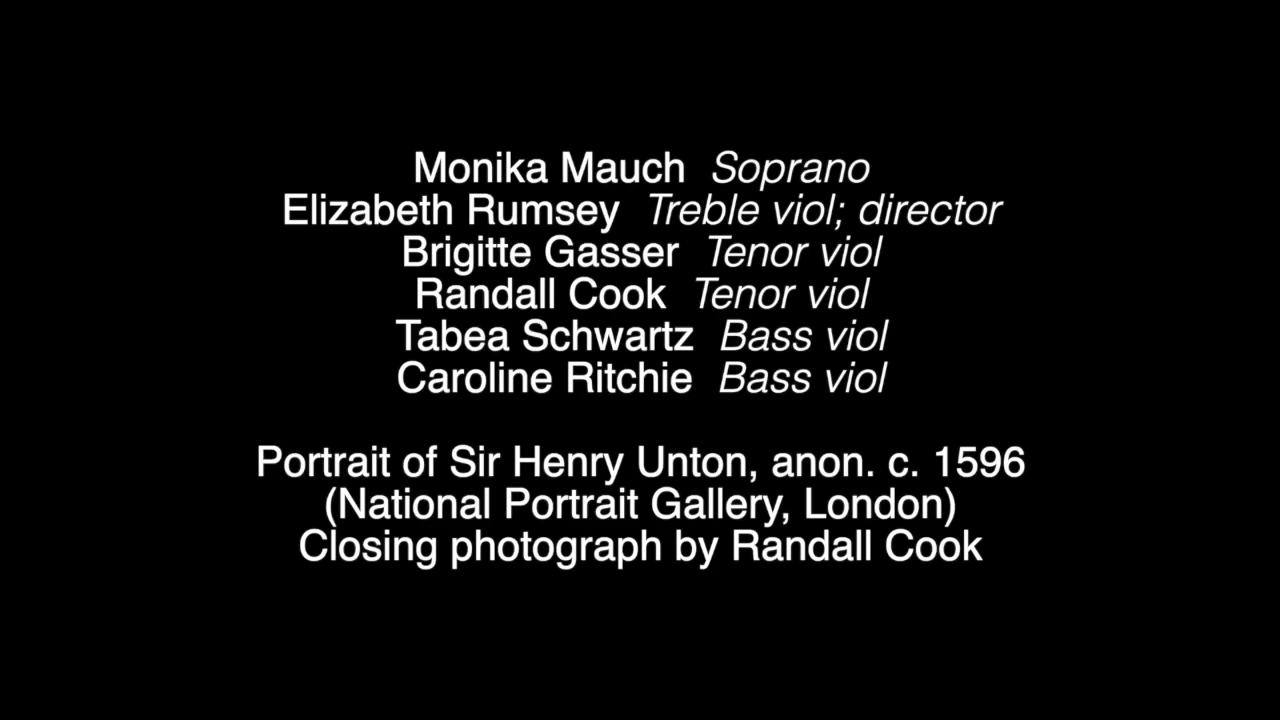 Monika Mauch Soprano
Elizabeth Rumsey Treble viol; director
Brigitte Gasser Tenor viol
Randall Cook Tenor viol
Tabea Schwartz Bass viol
Caroline Ritchie Bass viol
Portrait of Sir Henry Unton, anon. c. 1596
(National Portrait Gallery, London)
Closing photograph by Randall Cook